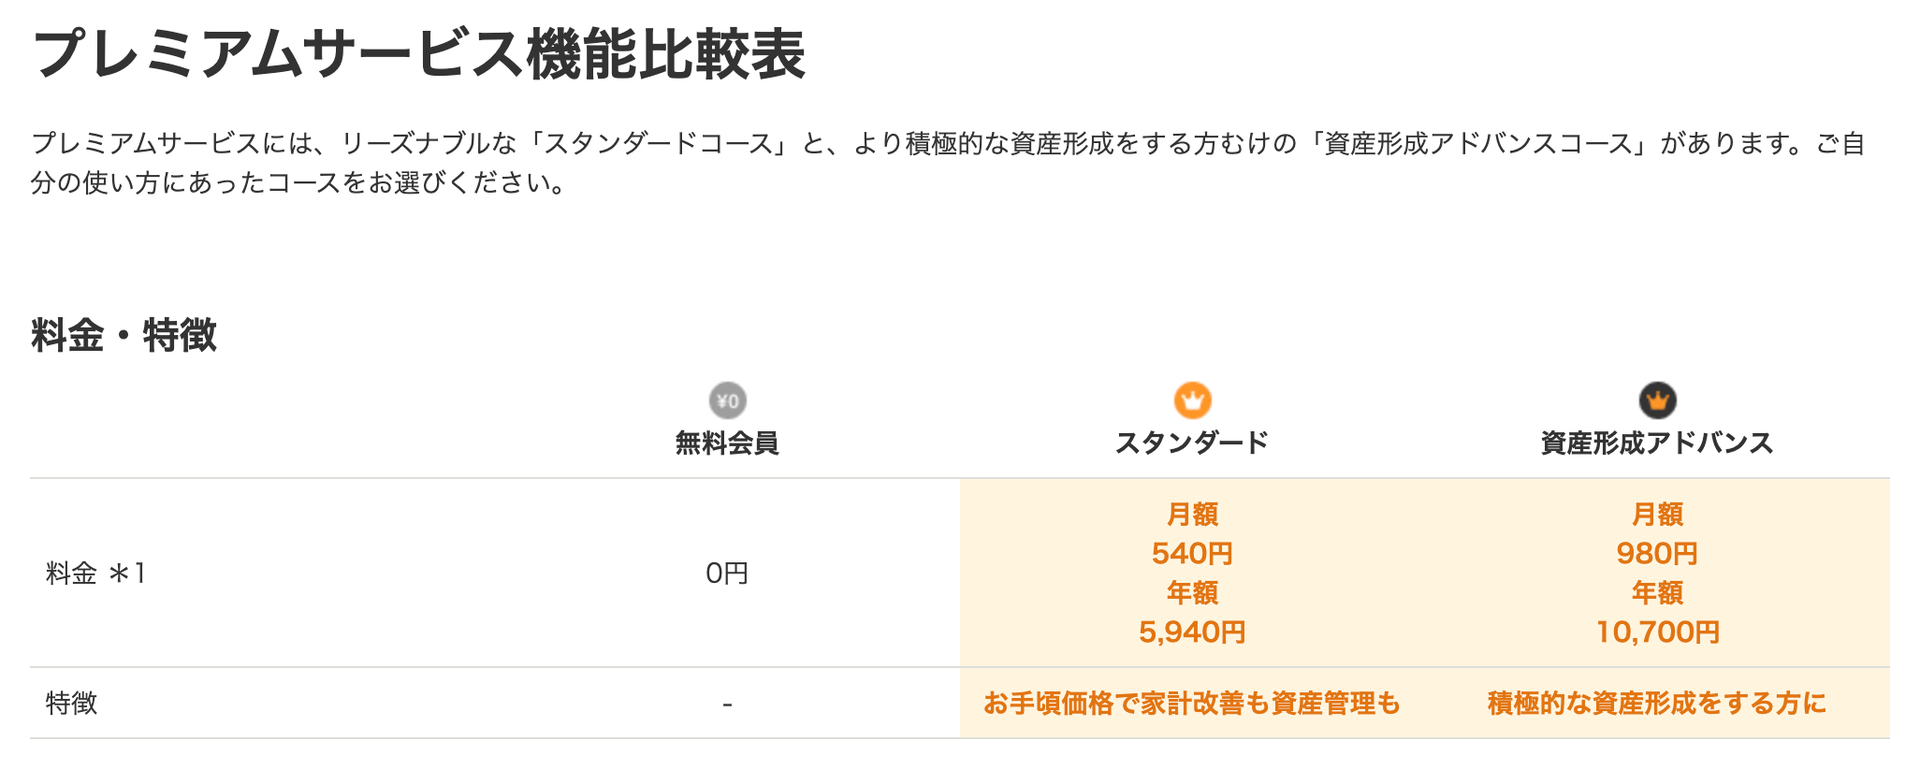 プレミアムサービス機能比較表
プレミアムサービスには、リーズナブルな「スタンダードコース」と、より積極的な資産形成をする方むけの「資産形成アドバンスコース」があります。ご自
分の使い方にあったコースをお選びください。
料金・特徴
¥0
無料会員 スタンダード 資産形成アドバンス
料金 ＊1 0円 月額 540円 年額 5,940円 月額 980円 年額 10,700円
特徴 - お手頃価格で家計改善も資産管理も 積極的な資産形成をする方に